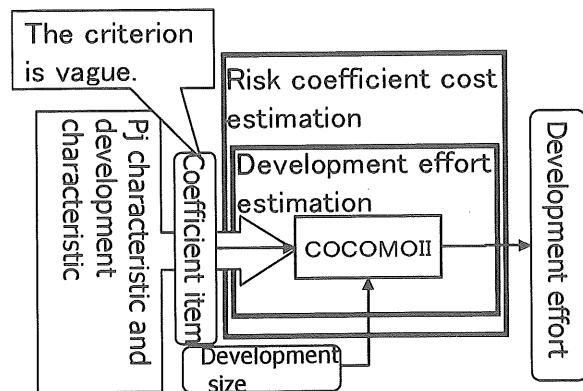 The criterion
is vague.
Risk coefficient cost
estimation
Pj characteristic and
development
characteristic
Coefficient item
Development effort
estimation
COCOMOII
Development effort
Development
size